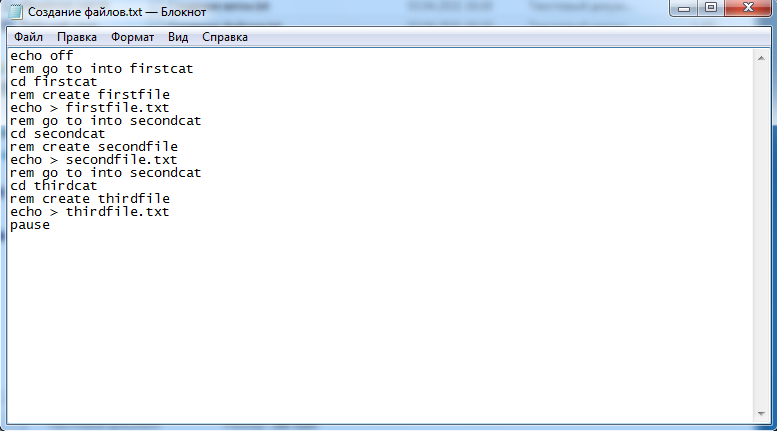 Создание файлов.txt — Блокнот
Файл Правка Формат Вид Справка
echo off
rem go to into firstcat
cd firstcat
rem create firstfile
echo > firstfile.txt
rem go to into secondcat
cd secondcat
rem create secondfile
echo > secondfile.txt
rem go to into secondcat
cd thirdcat
rem create thirdfile
echo > thirdfile.txt
pause